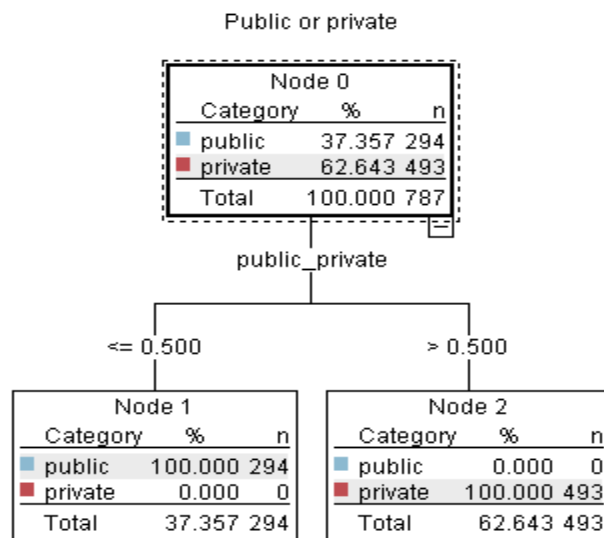 Public or private
Node 0
Category % n
public 37.357 294
private 62.643 493
Total 100.000 787
public_private
<= 0.500 > 0.500
Node 1
Category % n
public 100.000 294
private 0.000 0
Total 37.357 294
Node 2
Category % n
public 0.000 0
private 100.000 493
Total 62.643 493